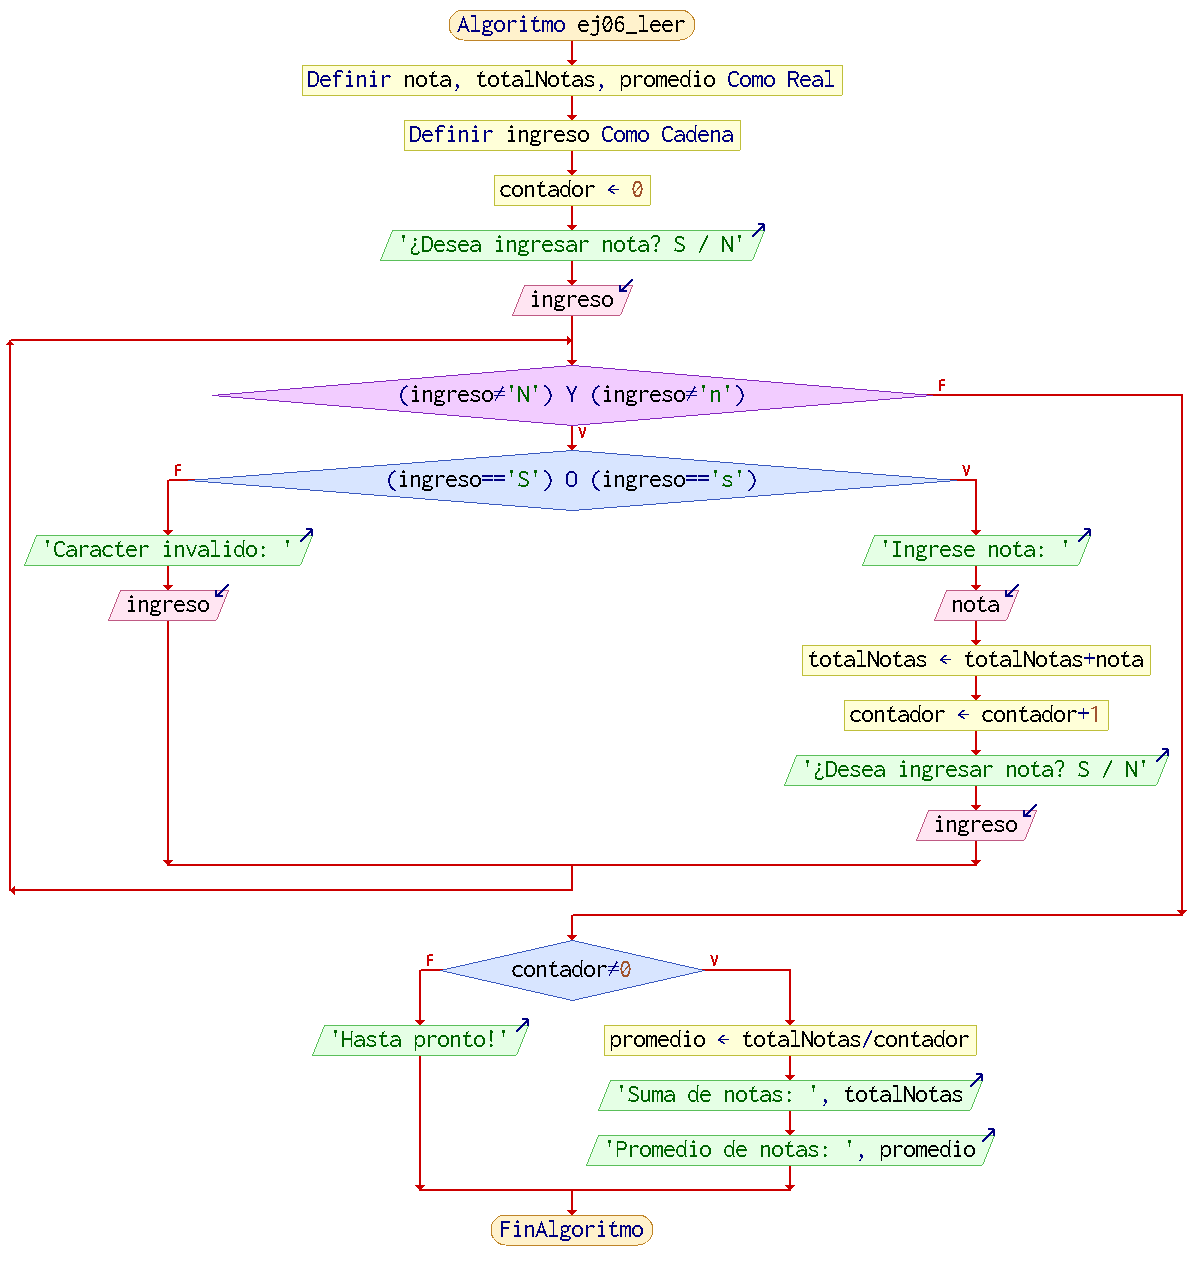 Algoritmo ej06_leer
Definir nota, totalNotas, promedio Como Real
Definir ingreso Como Cadena
contador ← 0
'¿Desea ingresar nota? S / N'
ingreso
(ingreso≠'N') Y (ingreso≠'n')
F
V
(ingreso=='S') O (ingreso=='s')
F
V
'Caracter invalido: '
ingreso
'Ingrese nota: '
nota
totalNotas ← totalNotas+nota
contador ← contador+1
'¿Desea ingresar nota? S / N'
ingreso
contador≠0
F
V
'Hasta pronto!'
promedio ← totalNotas/contador
'Suma de notas: ', totalNotas
'Promedio de notas: ', promedio
FinAlgoritmo